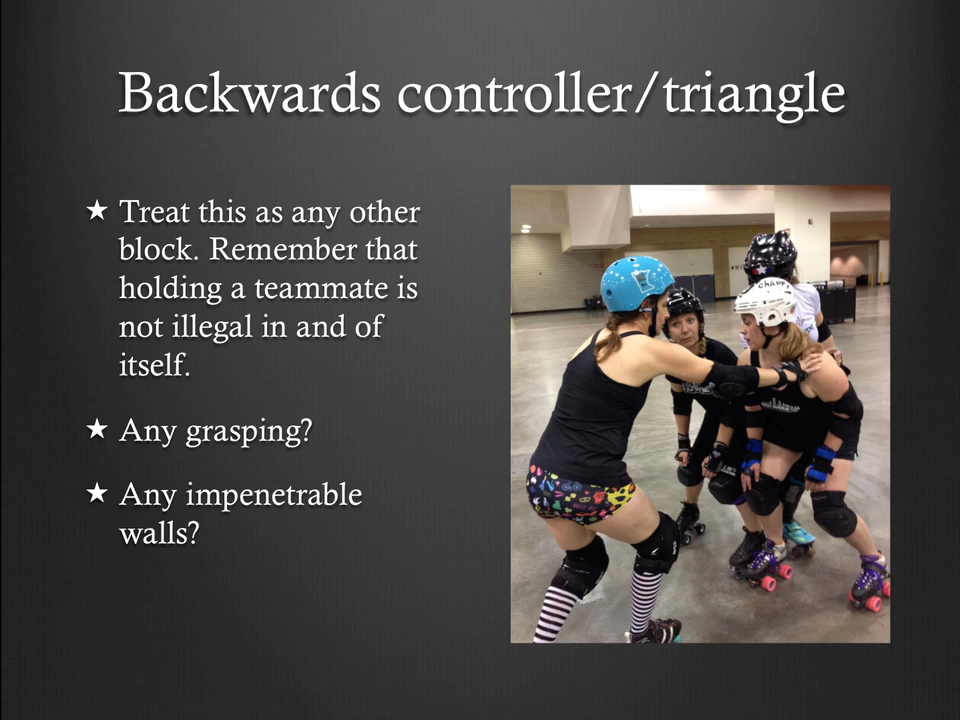 Backwards controller/triangle
★ Treat this as any other
block. Remember that
holding a teammate is
not illegal in and of
itself.
★ Any grasping?
★ Any impenetrable
walls?
CHAPPY